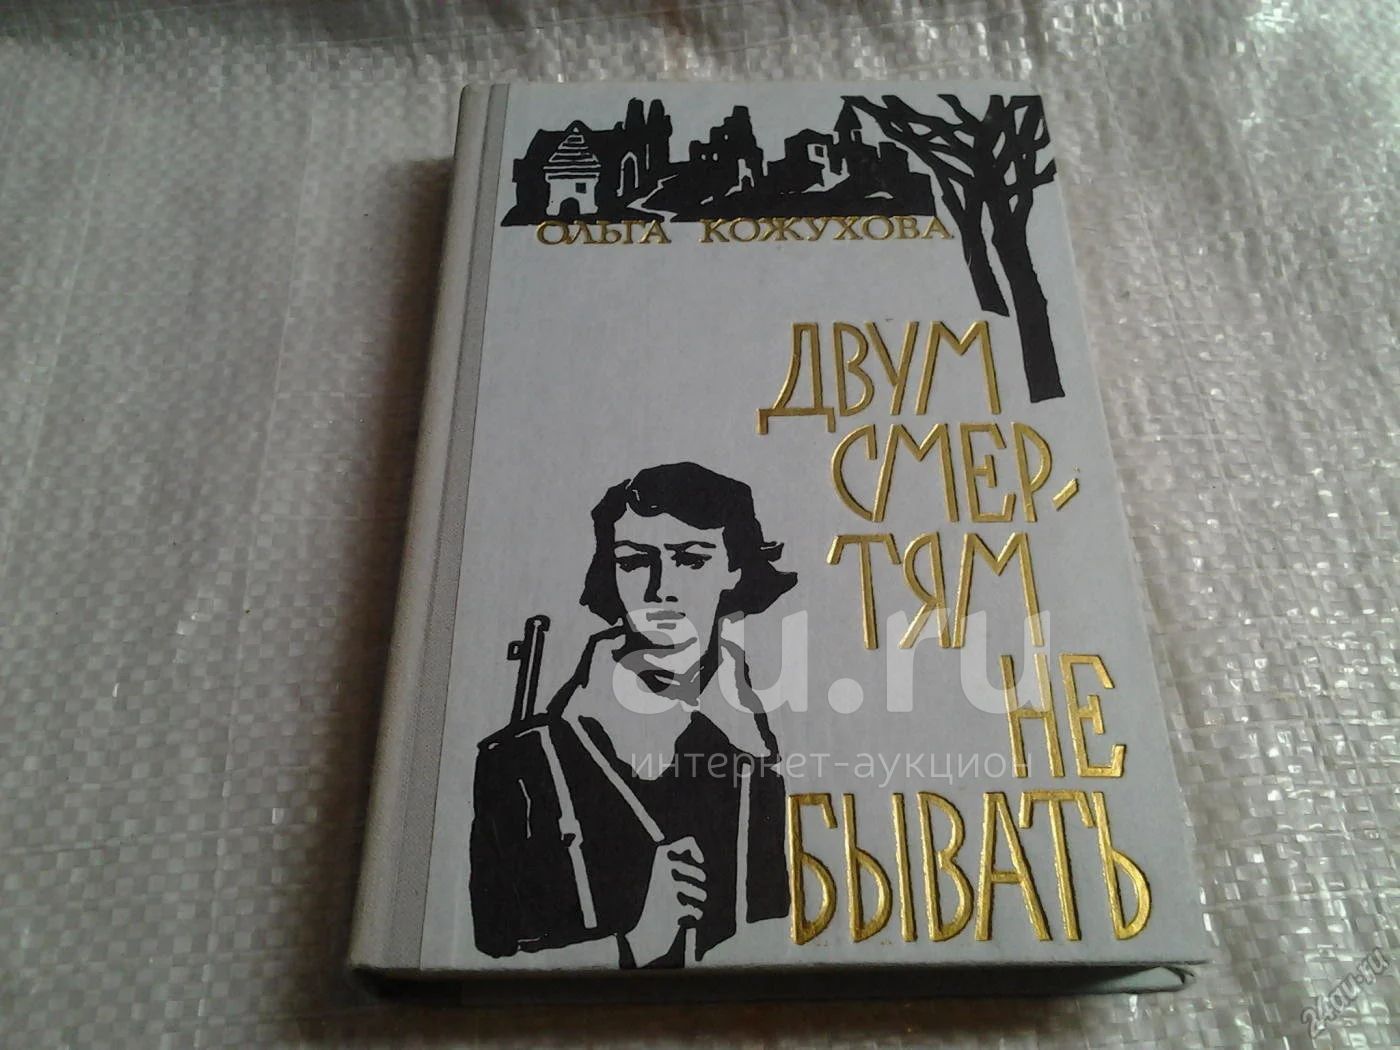 ОЛЬГА КОЖУХОВА
ДВУМ
СМЕР-
ТЯМ
НЕ
БЫВАТЬ
au.ru
интернет-аукцион
24au.ru